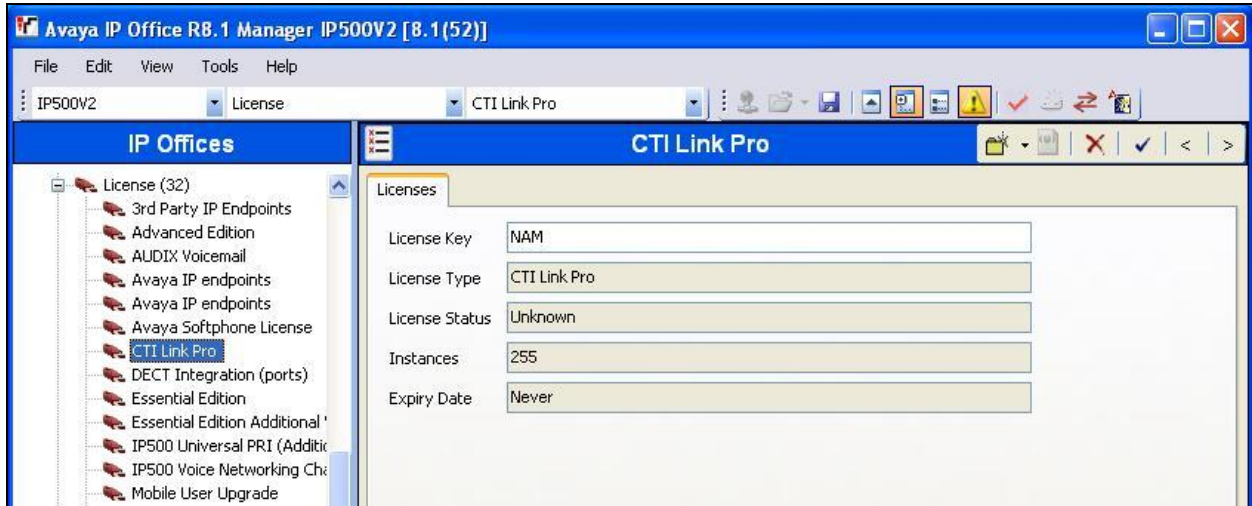 Avaya IP Office R8.1 Manager IP500V2 [8.1(52)]
File Edit View Tools Help
IP500V2 License CTI Link Pro
IP Offices
CTI Link Pro
< >
License (32)
3rd Party IP Endpoints
Advanced Edition
AUDIX Voicemail
Avaya IP endpoints
Avaya IP endpoints
Avaya Softphone License
CTI Link Pro
DECT Integration (ports)
Essential Edition
Essential Edition Additional
IP500 Universal PRI (Additic
IP500 Voice Networking Cha
Mobile User Upgrade
Licenses
License Key NAM
License Type CTI Link Pro
License Status Unknown
Instances 255
Expiry Date Never